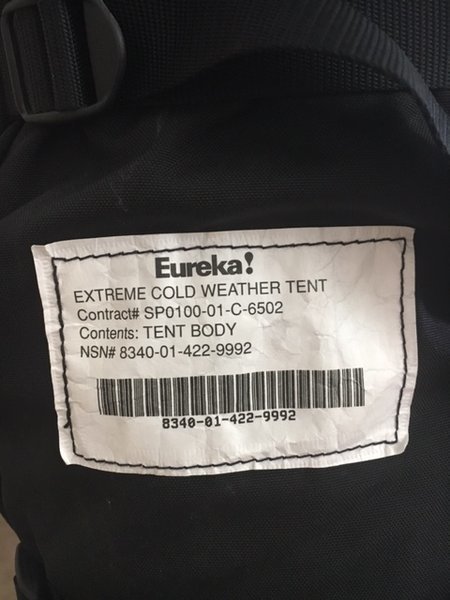 Eureka!
EXTREME COLD WEATHER TENT
Contract# SP0100-01-C-6502
Contents: TENT BODY
NSN# 8340-01-422-9992
8340-01-422-9992